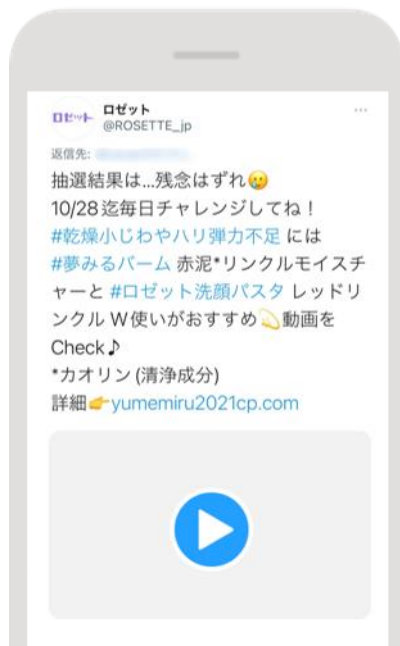 ロゼット
ロゼット
@ROSETTE_jp
返信先:
抽選結果は...残念はずれ🥲
10/28迄毎日チャレンジしてね！
#乾燥小じわやハリ弾力不足 には
#夢みるバーム 赤泥*リンクルモイスチ
ャーと #ロゼット洗顔パスタ レッドリ
ンクル W使いがおすすめ💫動画を
Check♪
*カオリン(清浄成分)
詳細👉yumemiru2021cp.com